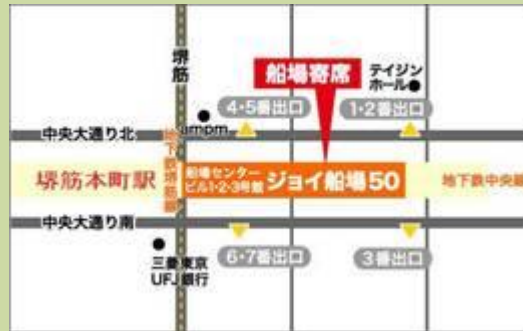 堺筋
船場寄席
テイジン
ホール
4・5番出口
1・2番出口
ampm
中央大通り北
地下鉄堺筋線
堺筋本町駅
船場センター
ビル1・2・3号館
ジョイ船場50
地下鉄中央線
中央大通り南
三菱東京
UFJ銀行
6・7番出口
3番出口